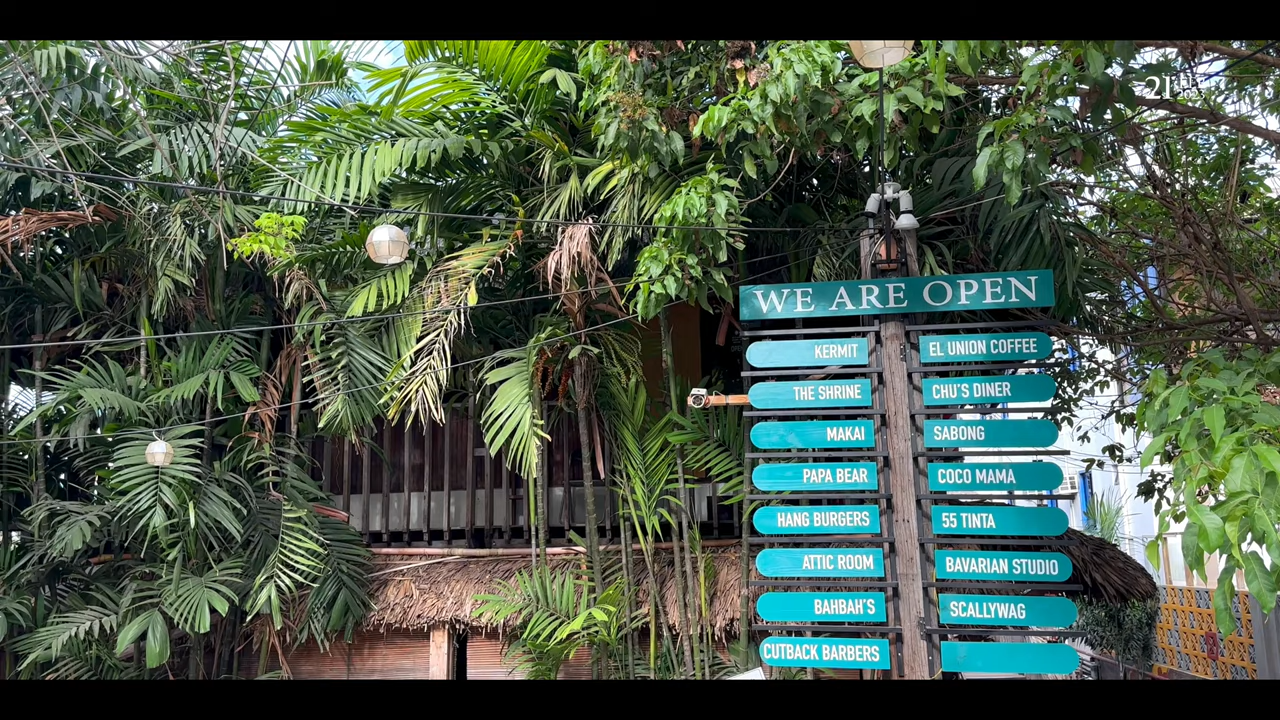 21
WE ARE OPEN
KERMIT
THE SHRINE
MAKAI
PAPA BEAR
HANG BURGERS
ATTIC ROOM
BAHBAH'S
CUTBACK BARBERS
EL UNION COFFEE
CHU'S DINER
SABONG
COCO MAMA
55 TINTA
BAVARIAN STUDIO
SCALLYWAG